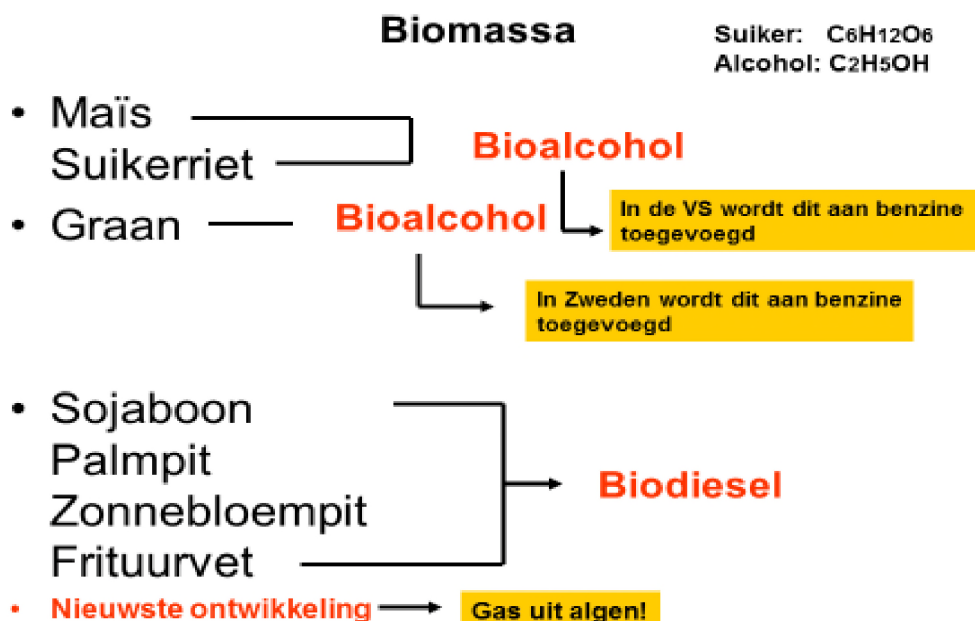 Biomassa
Suiker: C6H12O6
Alcohol: C2H5OH
• Maïs
Suikerriet
Bioalcohol
• Graan
Bioalcohol
In de VS wordt dit aan benzine
toegevoegd
In Zweden wordt dit aan benzine
toegevoegd
• Sojaboon
Palmpit
Zonnebloempit
Frituurvet
Biodiesel
• Nieuwste ontwikkeling
Gas uit algen!